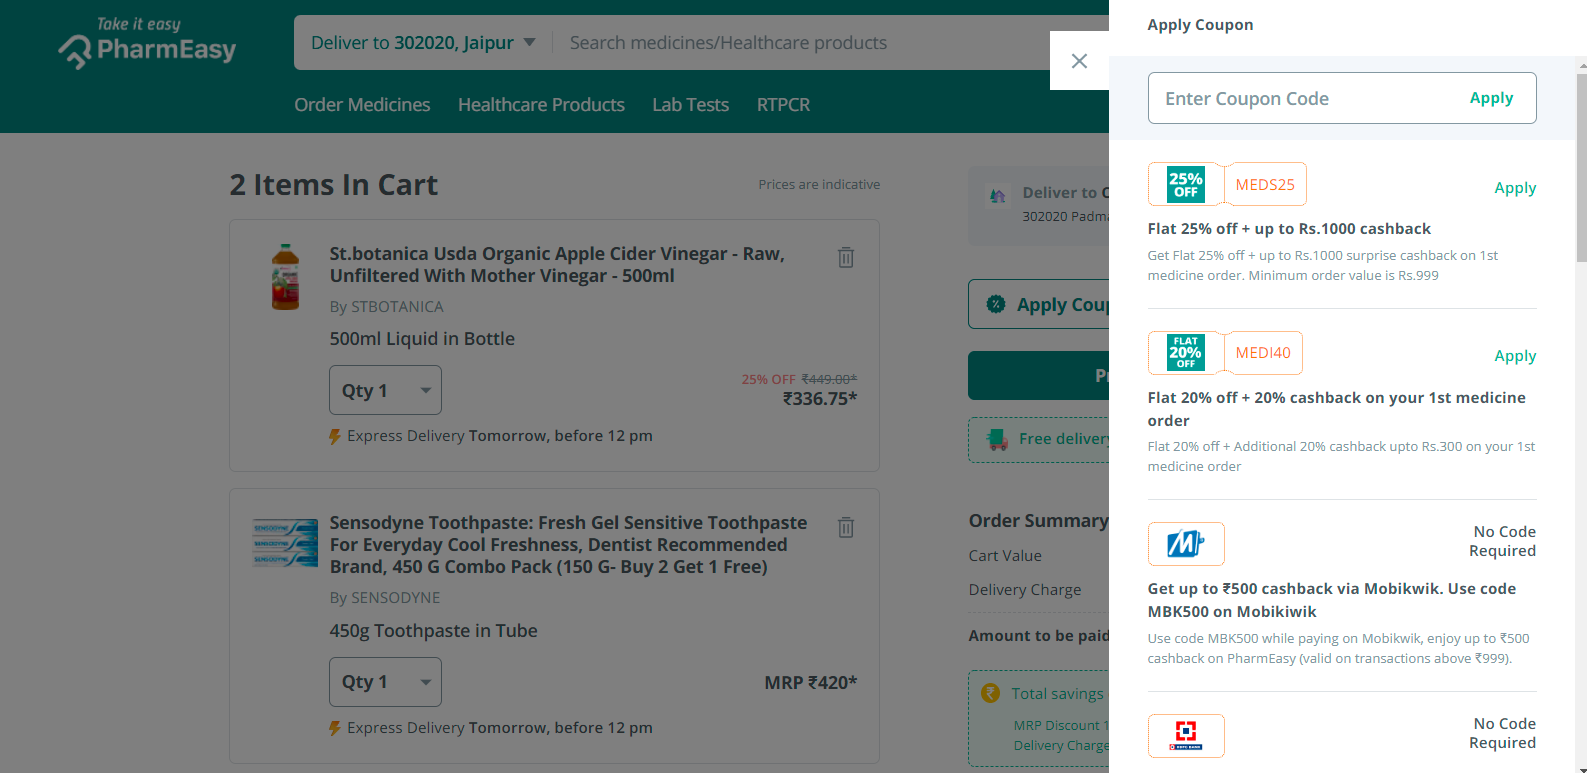 Take it easy
PharmEasy
Deliver to 302020, Jaipur
Search medicines/Healthcare products
Order Medicines
Healthcare Products
Lab Tests
RTPCR
2 Items In Cart
Prices are indicative
St.botanica Usda Organic Apple Cider Vinegar - Raw,
Unfiltered With Mother Vinegar - 500ml
By STBOTANICA
500ml Liquid in Bottle
Qty 1
25% OFF ₹449.00*
₹336.75*
Express Delivery Tomorrow, before 12 pm
SENSODYNE
SENSODYNE
SENSODYNE
Sensodyne Toothpaste: Fresh Gel Sensitive Toothpaste
For Everyday Cool Freshness, Dentist Recommended
Brand, 450 G Combo Pack (150 G- Buy 2 Get 1 Free)
By SENSODYNE
450g Toothpaste in Tube
Qty 1
MRP ₹420*
Express Delivery Tomorrow, before 12 pm
Deliver to
302020 Padma
Apply Coup
P
Free delivery
Order Summary
Cart Value
Delivery Charge
Amount to be paid
Total savings
MRP Discount 1
Delivery Charge
Apply Coupon
Enter Coupon Code
Apply
25%
OFF
MEDS25
Apply
Flat 25% off + up to Rs.1000 cashback
Get Flat 25% off + up to Rs.1000 surprise cashback on 1st
medicine order. Minimum order value is Rs.999
FLAT
20%
OFF
MEDI40
Apply
Flat 20% off + 20% cashback on your 1st medicine
order
Flat 20% off + Additional 20% cashback upto Rs.300 on your 1st
medicine order
No Code
Required
Get up to ₹500 cashback via Mobikwik. Use code
MBK500 on Mobikiwik
Use code MBK500 while paying on Mobikwik, enjoy up to ₹500
cashback on PharmEasy (valid on transactions above ₹999).
HDFC BANK
No Code
Required